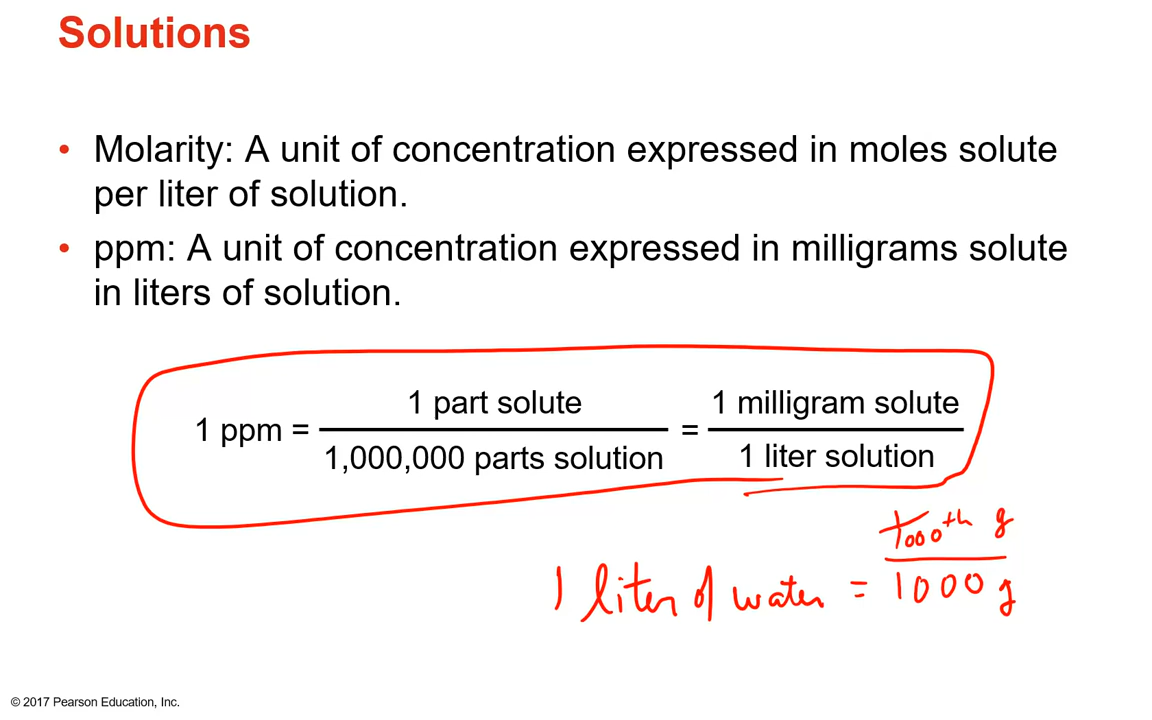 Solutions
• Molarity: A unit of concentration expressed in moles solute
per liter of solution.
• ppm: A unit of concentration expressed in milligrams solute
in liters of solution.
1 ppm = 1 part solute / 1,000,000 parts solution = 1 milligram solute / 1 liter solution
1000th g
1 liter of water = 1000 g
© 2017 Pearson Education, Inc.